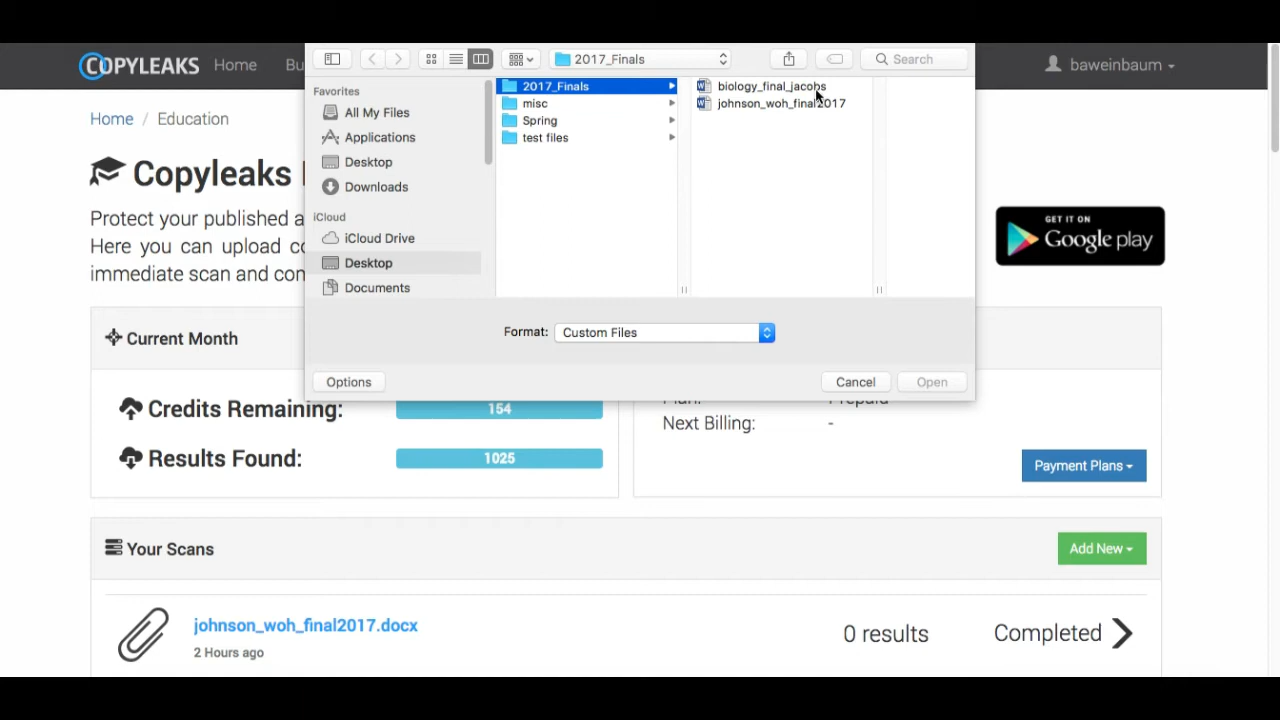 COPYLEAKS Home Bu
baweinbaum
2017_Finals
Search
Favorites
All My Files
Applications
Desktop
Downloads
iCloud
iCloud Drive
Desktop
Documents
2017_Finals
misc
Spring
test files
biology_final_jacobs
johnson_woh_final2017
Format: Custom Files
Options
Cancel Open
Home / Education
Copyleaks
Protect your published a
Here you can upload co
immediate scan and con
GET IT ON
Google play
Current Month
Credits Remaining: 154
Results Found: 1025
Plan: Prepaid
Next Billing: -
Payment Plans
Your Scans
Add New
johnson_woh_final2017.docx
2 Hours ago
0 results
Completed